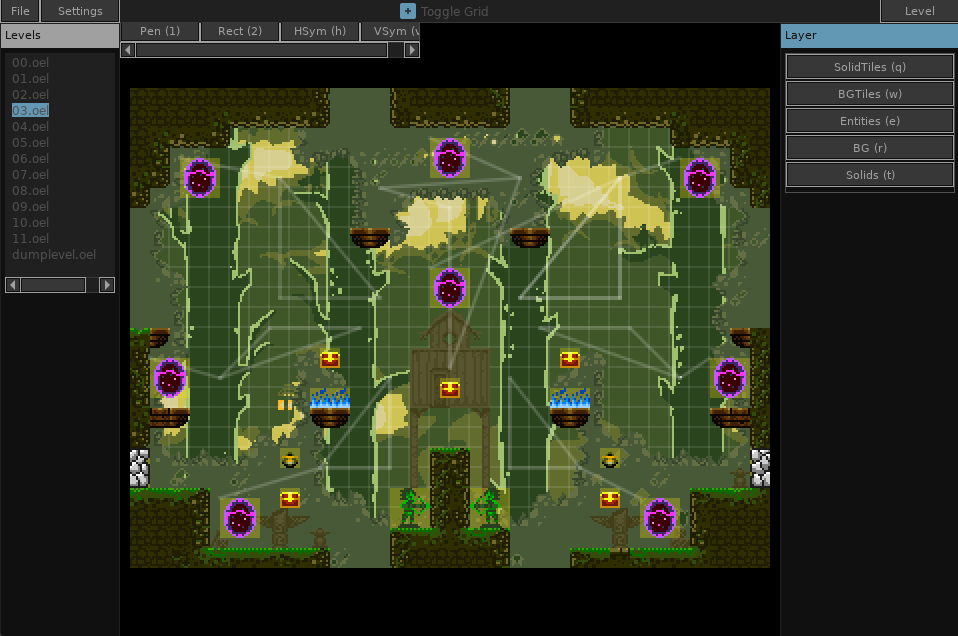 File Settings + Toggle Grid Level
Levels Pen (1) Rect (2) HSym (h) VSym (v Layer
00.oel
01.oel
02.oel
03.oel
04.oel
05.oel
06.oel
07.oel
08.oel
09.oel
10.oel
11.oel
dumplevel.oel
SolidTiles (q)
BGTiles (w)
Entities (e)
BG (r)
Solids (t)